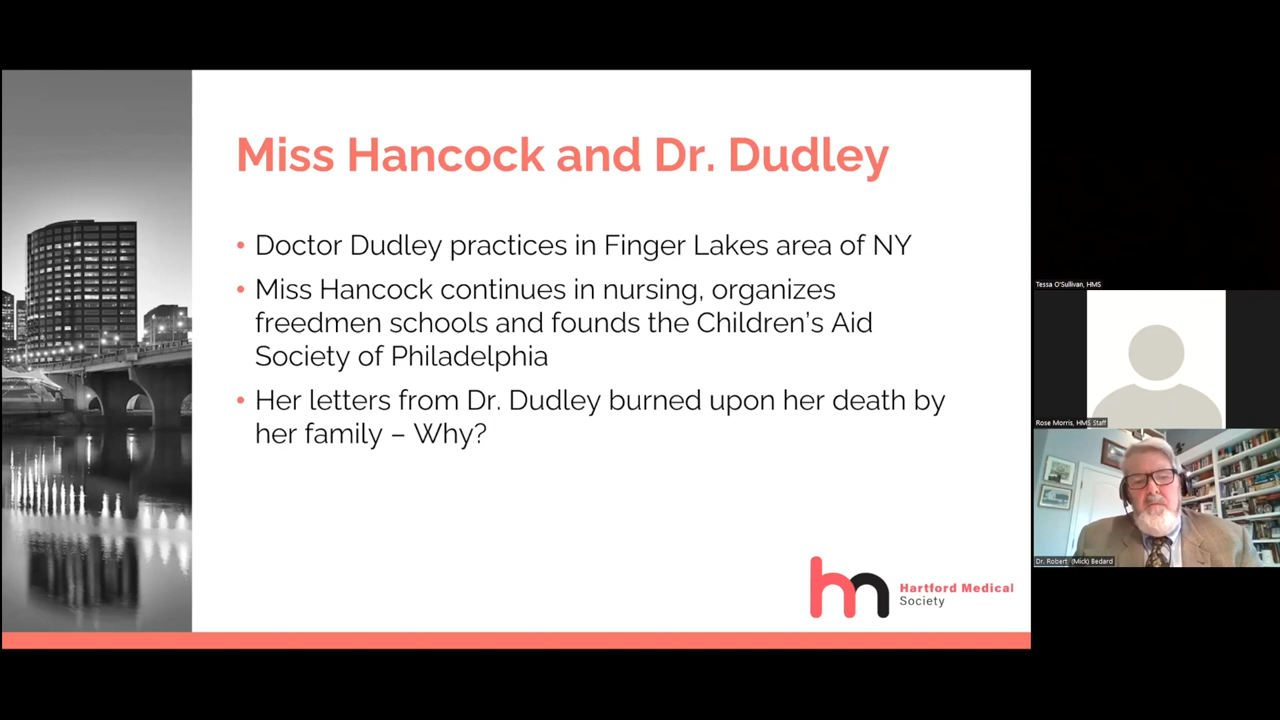 Miss Hancock and Dr. Dudley
• Doctor Dudley practices in Finger Lakes area of NY
• Miss Hancock continues in nursing, organizes
freedmen schools and founds the Children's Aid
Society of Philadelphia
• Her letters from Dr. Dudley burned upon her death by
her family – Why?
hm
Hartford Medical
Society
Tessa O'Sullivan, HMS
Rose Morris, HMS Staff
Dr. Robert (Mick) Bedard